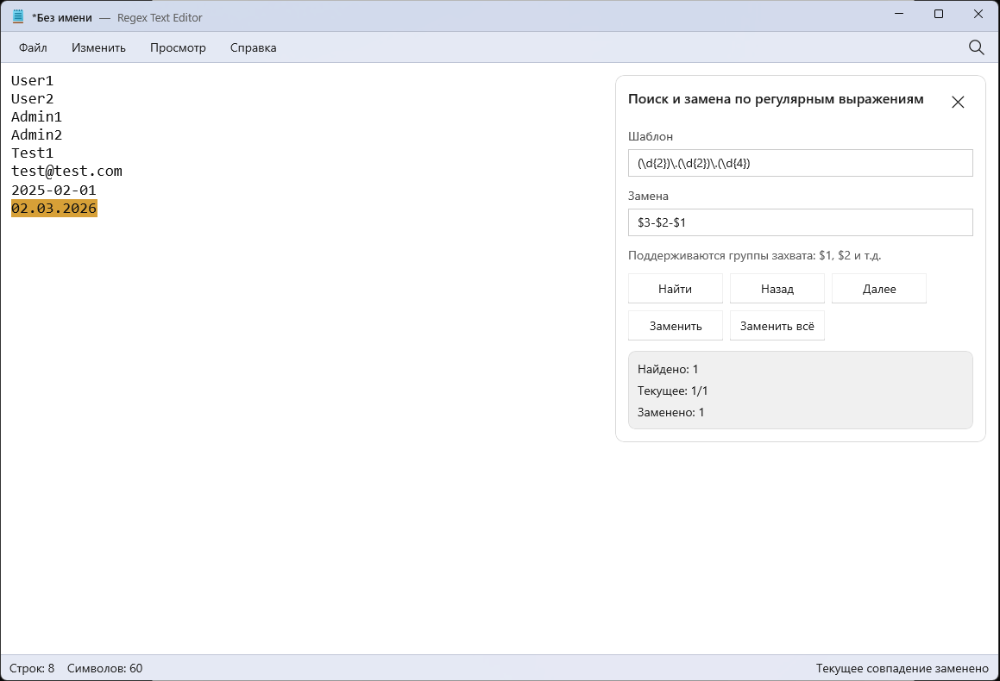 *Без имени — Regex Text Editor
Файл Изменить Просмотр Справка
User1
User2
Admin1
Admin2
Test1
test@test.com
2025-02-01
02.03.2026
Поиск и замена по регулярным выражениям
Шаблон
(\d{2})\.(\d{2})\.(\d{4})
Замена
$3-$2-$1
Поддерживаются группы захвата: $1, $2 и т.д.
Найти Назад Далее
Заменить Заменить всё
Найдено: 1
Текущее: 1/1
Заменено: 1
Строк: 8 Символов: 60 Текущее совпадение заменено